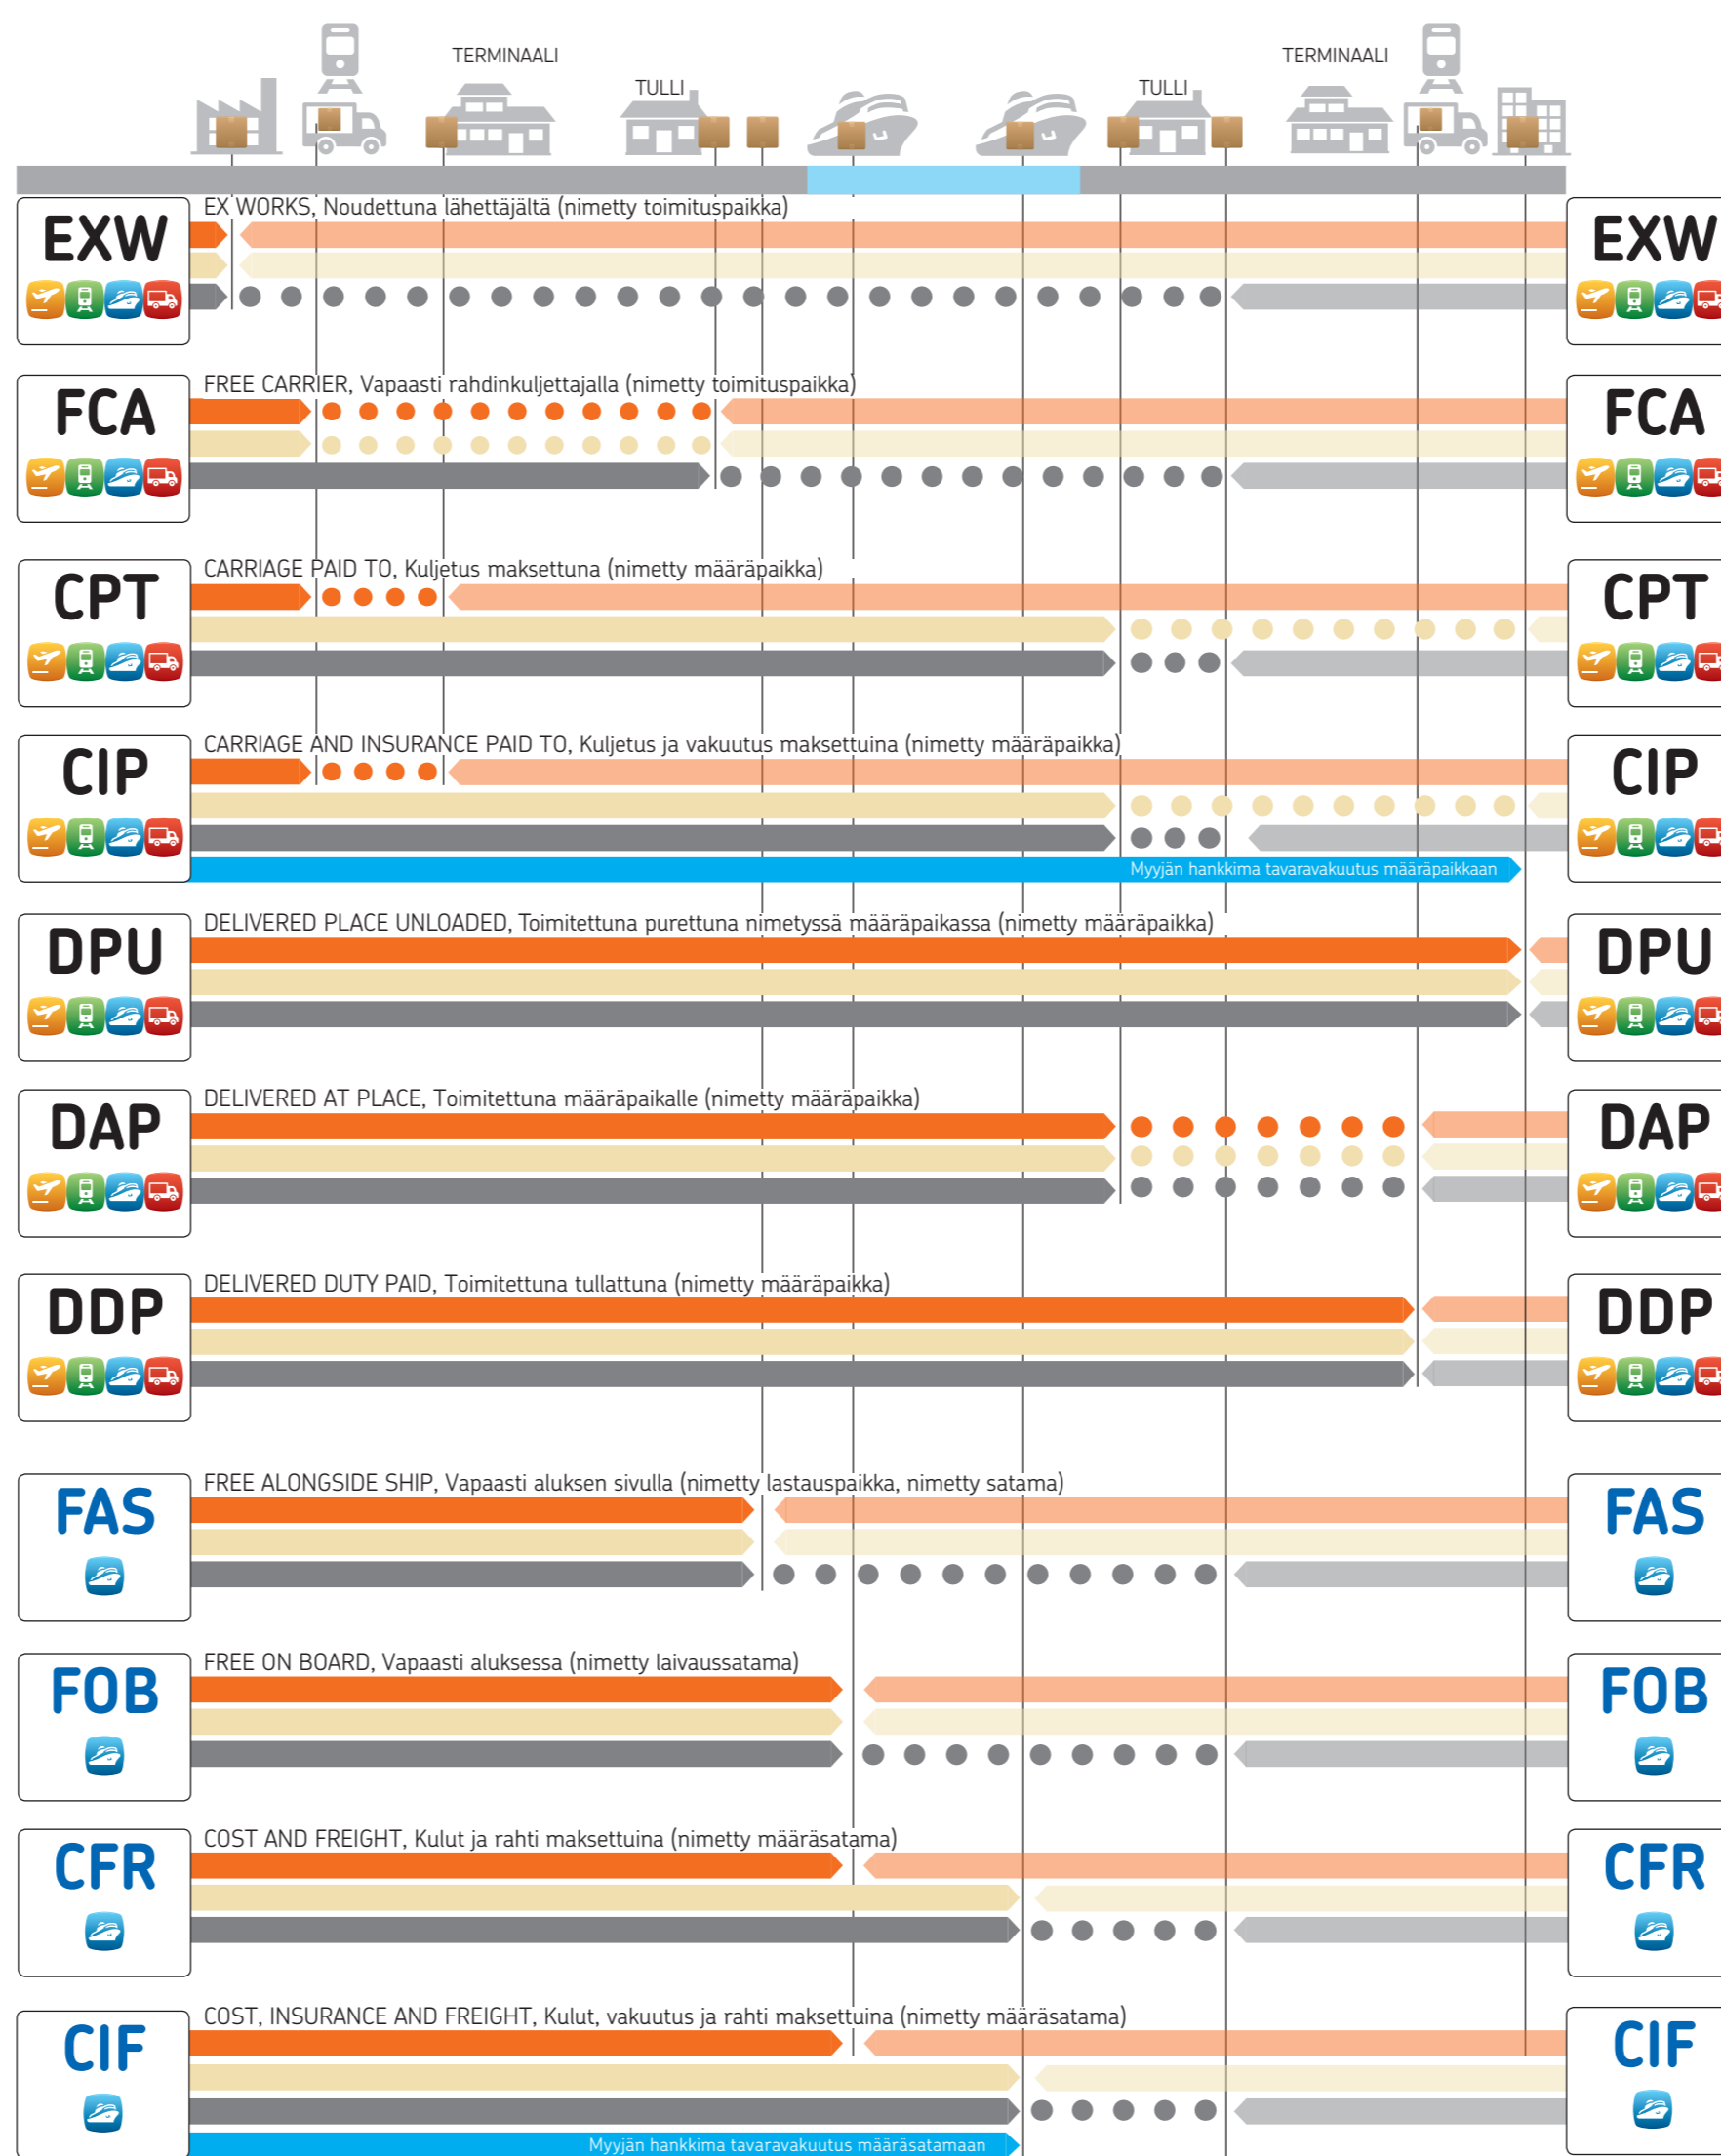 TERMINAALI
TERMINAALI
TULLI
TULLI
EX WORKS, Noudettuna lähettäjältä (nimetty toimituspaikka)
EXW
EXW
FREE CARRIER, Vapaasti rahdinkuljettajalla (nimetty toimituspaikka)
FCA
FCA
CARRIAGE PAID TO, Kuljetus maksettuna (nimetty määräpaikka)
CPT
CPT
CARRIAGE AND INSURANCE PAID TO, Kuljetus ja vakuutus maksettuina (nimetty määräpaikka)
CIP
CIP
Myyjän hankkima tavaravakuutus määräpaikkaan
DELIVERED PLACE UNLOADED, Toimitettuna purettuna nimetyssä määräpaikassa (nimetty määräpaikka)
DPU
DPU
DELIVERED AT PLACE, Toimitettuna määräpaikalle (nimetty määräpaikka)
DAP
DAP
DELIVERED DUTY PAID, Toimitettuna tullattuna (nimetty määräpaikka)
DDP
DDP
FREE ALONGSIDE SHIP, Vapaasti aluksen sivulla (nimetty lastauspaikka, nimetty satama)
FAS
FAS
FREE ON BOARD, Vapaasti aluksessa (nimetty laivaussatama)
FOB
FOB
COST AND FREIGHT, Kulut ja rahti maksettuina (nimetty määräsatama)
CFR
CFR
COST, INSURANCE AND FREIGHT, Kulut, vakuutus ja rahti maksettuina (nimetty määräsatama)
CIF
CIF
Myyjän hankkima tavaravakuutus määräsatamaan